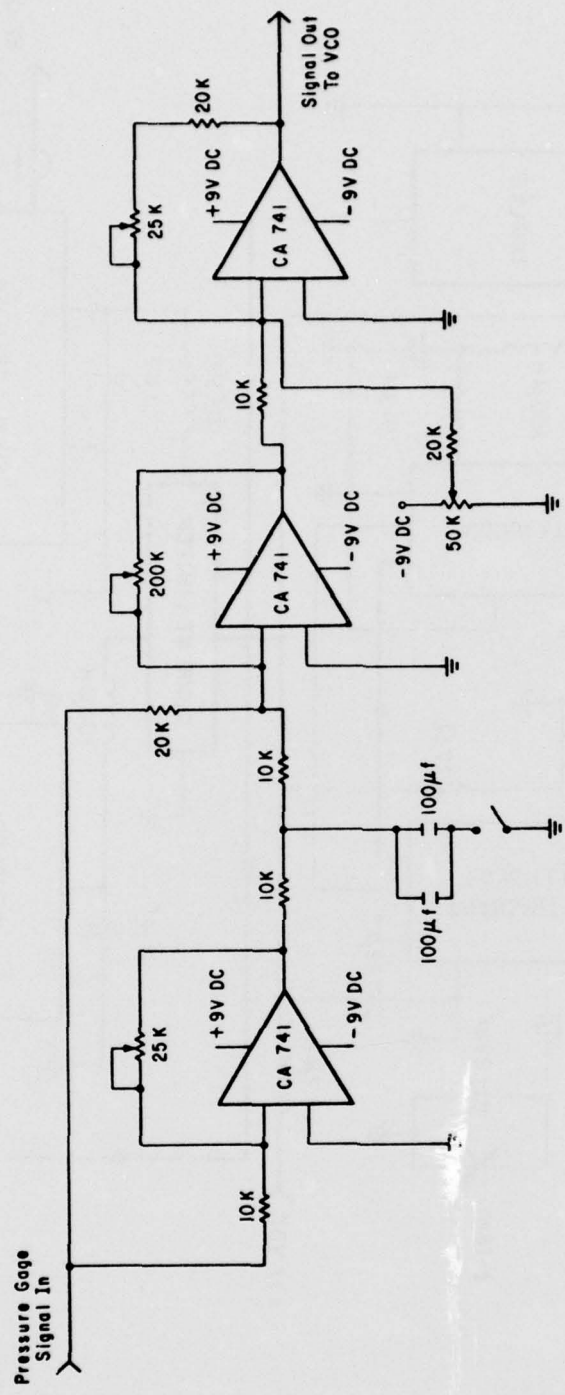 Pressure Gage
Signal In
10K
25K
+9V DC
CA 741
-9V DC
10K
10K
100µf
100µf
20K
200K
+9V DC
CA 741
-9V DC
10K
-9V DC
50K
20K
25K
20K
+9V DC
CA 741
-9V DC
Signal Out
To VCO